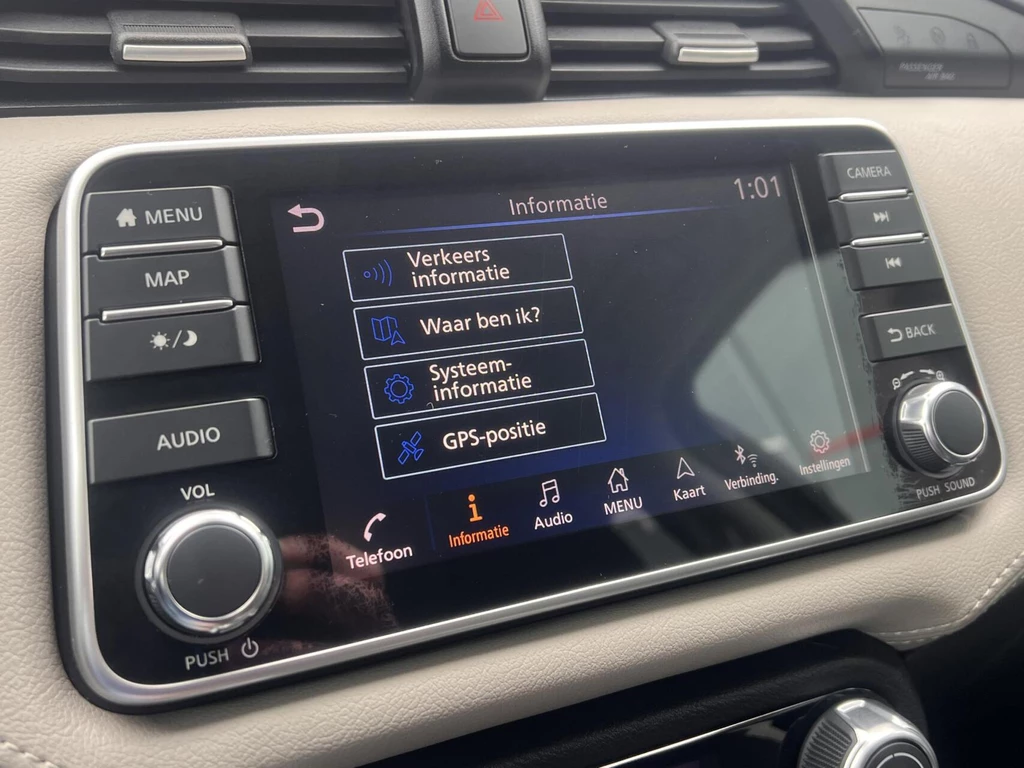 PASSENGER
AIR BAG
MENU
MAP
AUDIO
VOL
PUSH
Informatie
1:01
Verkeers
informatie
Waar ben ik?
Systeem-
informatie
GPS-positie
Telefoon
Informatie
Audio
MENU
Kaart
Verbinding.
Instellingen
CAMERA
BACK
PUSH SOUND